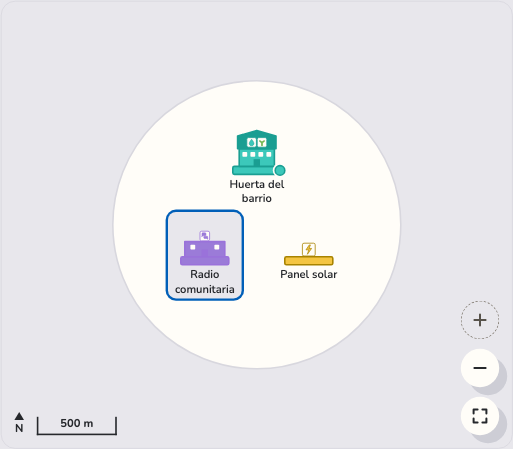 Huerta del
barrio
Radio
comunitaria
Panel solar
N
500 m